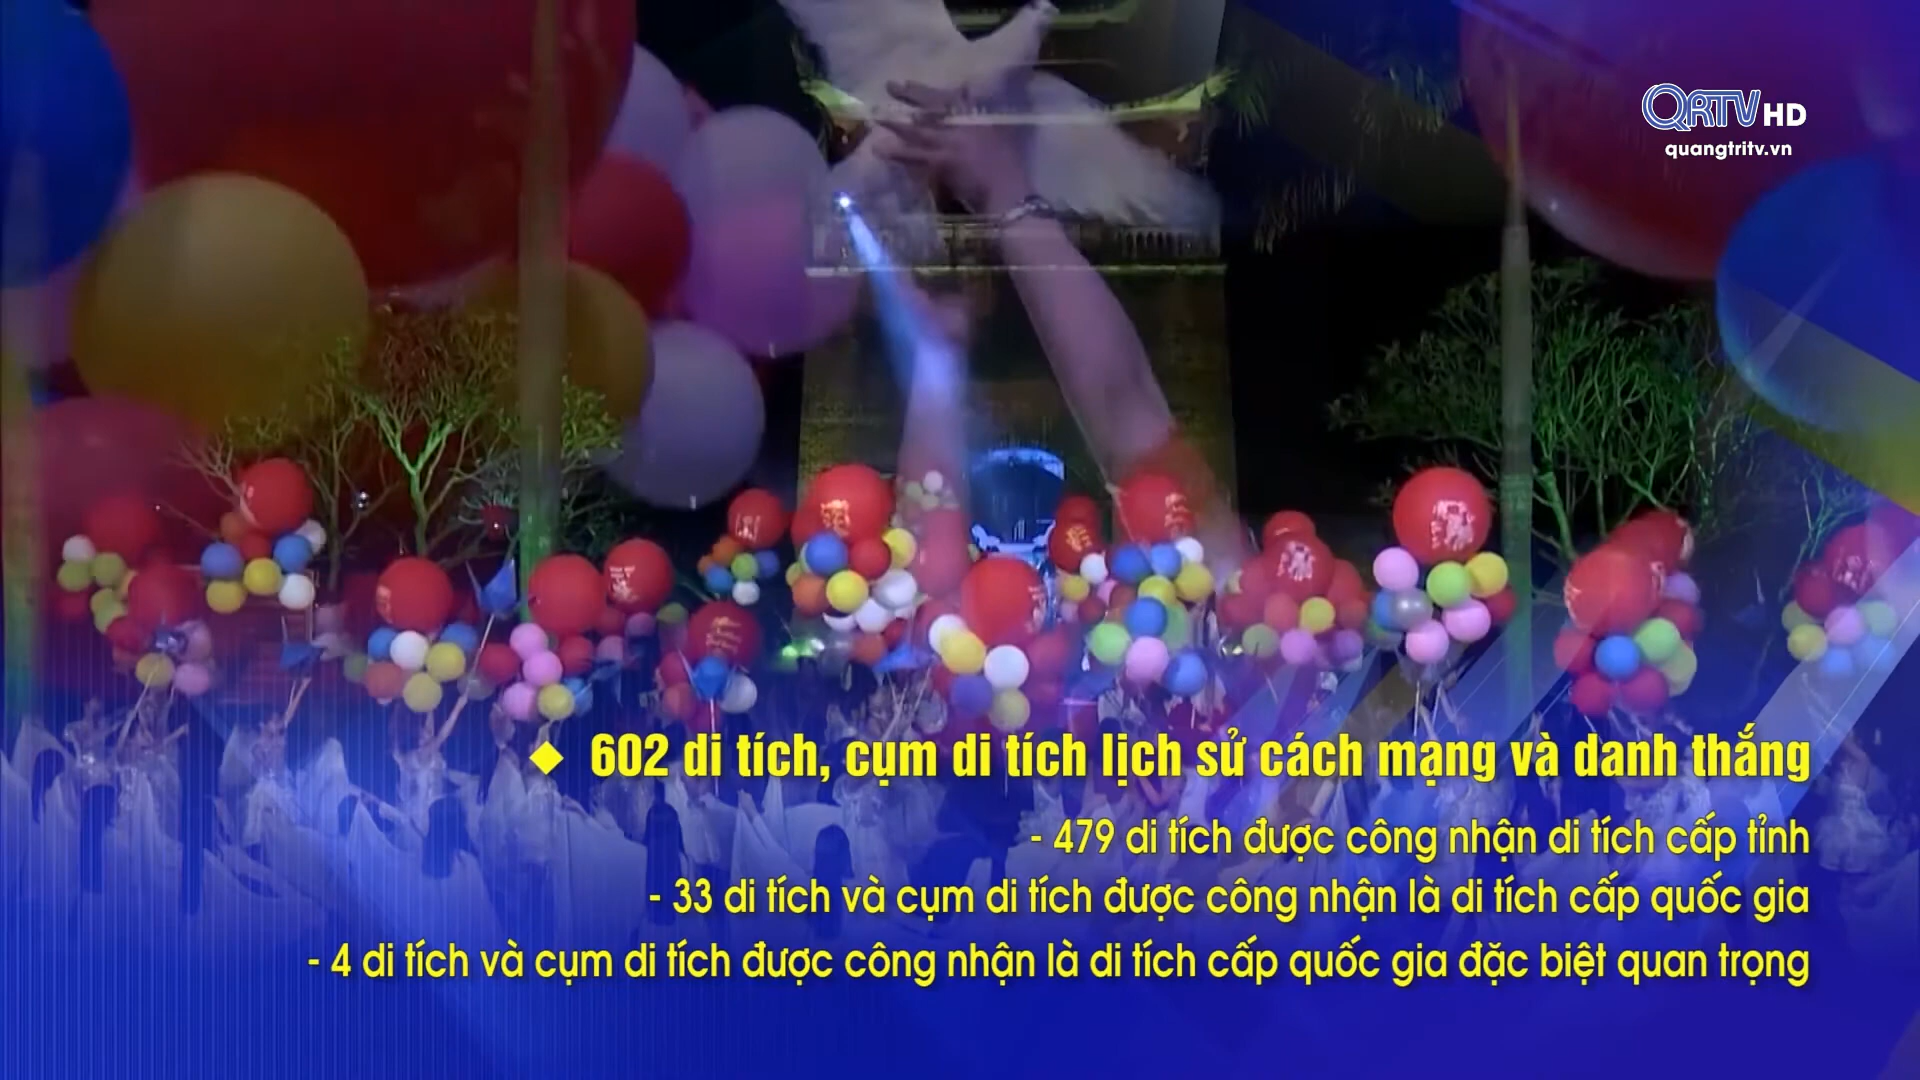 QRTV HD
quangtritv.vn
◆ 602 di tích, cụm di tích lịch sử cách mạng và danh thắng
- 479 di tích được công nhận di tích cấp tỉnh
- 33 di tích và cụm di tích được công nhận là di tích cấp quốc gia
- 4 di tích và cụm di tích được công nhận là di tích cấp quốc gia đặc biệt quan trọng